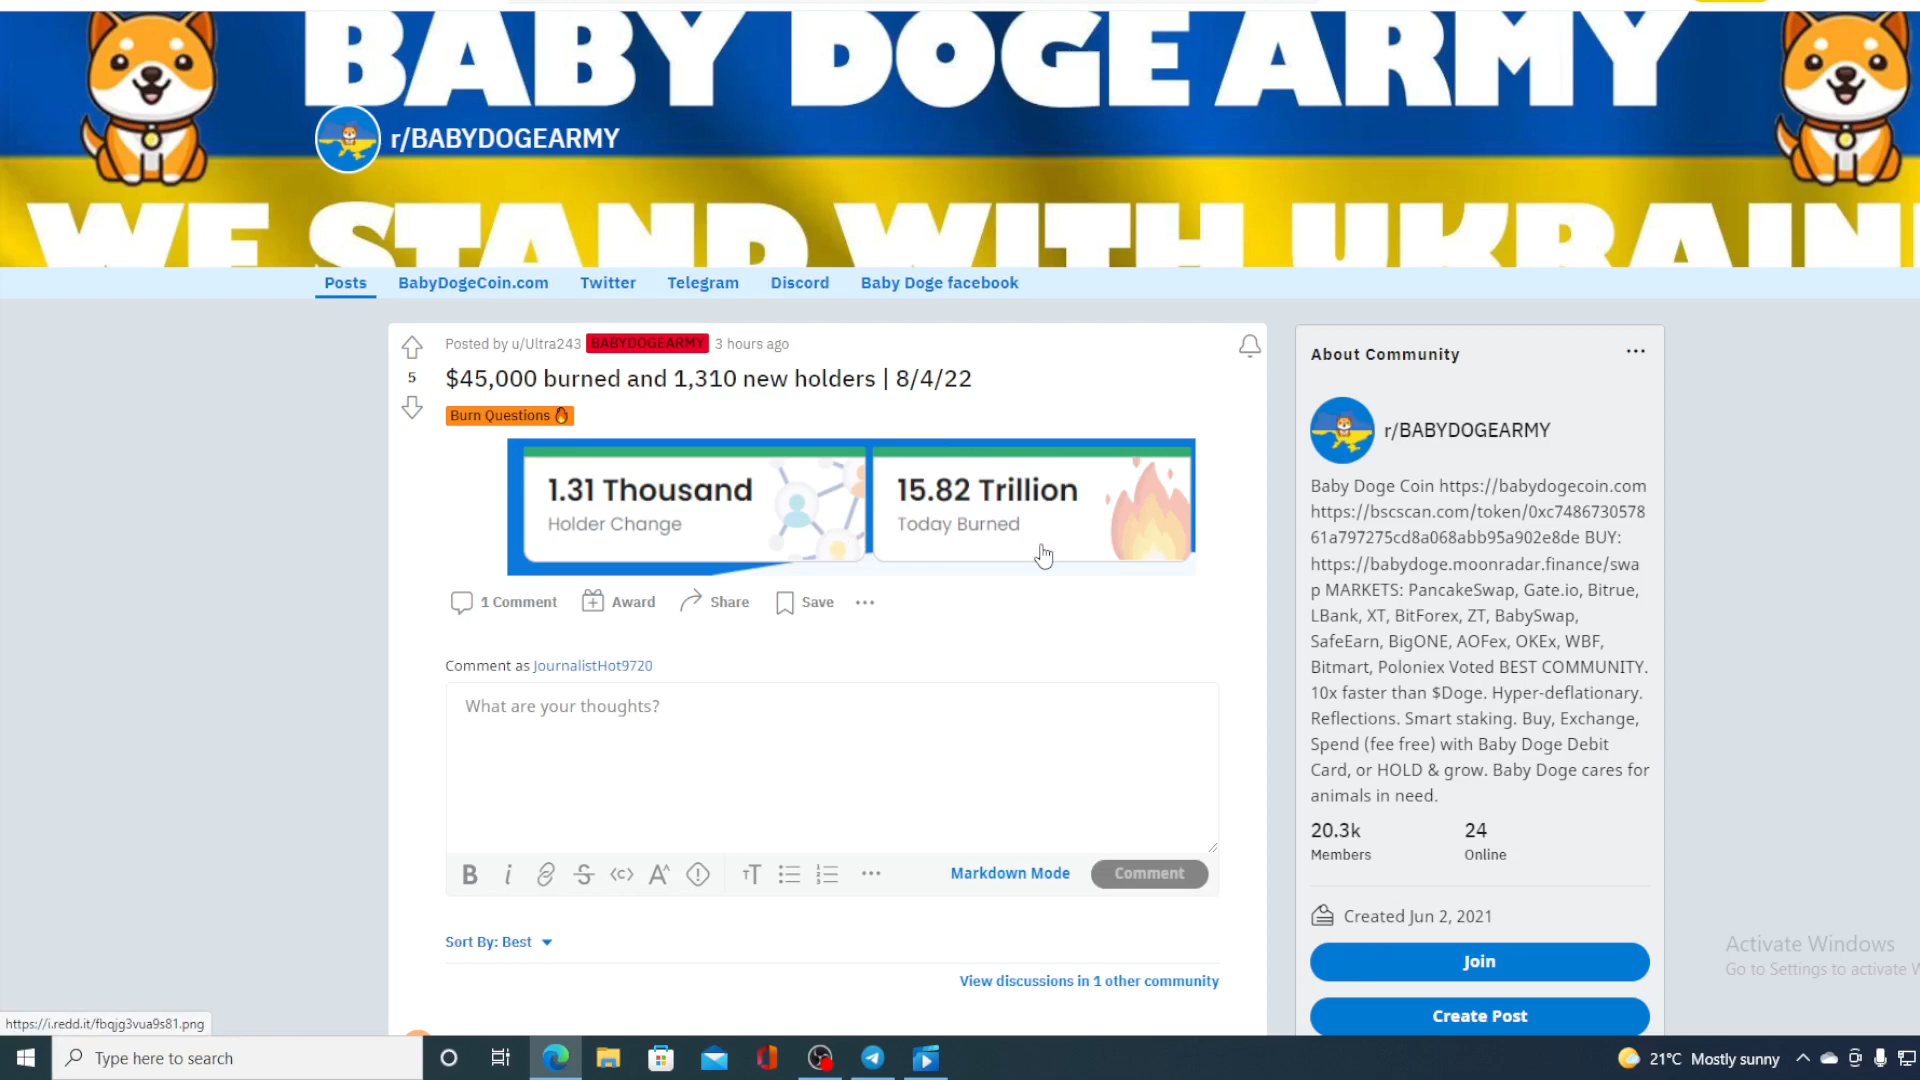 BABY DOGE ARMY
r/BABYDOGEARMY
WE STAND WITH UKRAIN
Posts BabyDogeCoin.com Twitter Telegram Discord Baby Doge facebook
Posted by u/Ultra243 BABYDOGEARMY 3 hours ago
5
$45,000 burned and 1,310 new holders | 8/4/22
Burn Questions
1.31 Thousand
Holder Change
15.82 Trillion
Today Burned
1 Comment Award Share Save
Comment as JournalistHot9720
What are your thoughts?
Markdown Mode Comment
Sort By: Best
View discussions in 1 other community
About Community
r/BABYDOGEARMY
Baby Doge Coin https://babydogecoin.com
https://bscscan.com/token/0xc7486730578
61a797275cd8a068abb95a902e8de BUY:
https://babydoge.moonradar.finance/swa
p MARKETS: PancakeSwap, Gate.io, Bitrue,
LBank, XT, BitForex, ZT, BabySwap,
SafeEarn, BigONE, AOFex, OKEx, WBF,
Bitmart, Poloniex Voted BEST COMMUNITY.
10x faster than $Doge. Hyper-deflationary.
Reflections. Smart staking. Buy, Exchange,
Spend (fee free) with Baby Doge Debit
Card, or HOLD & grow. Baby Doge cares for
animals in need.
20.3k 24
Members Online
Created Jun 2, 2021
Join
Create Post
Activate Windows
Go to Settings to activate W
https://i.redd.it/fbqjg3vua9s81.png
Type here to search
21°C Mostly sunny